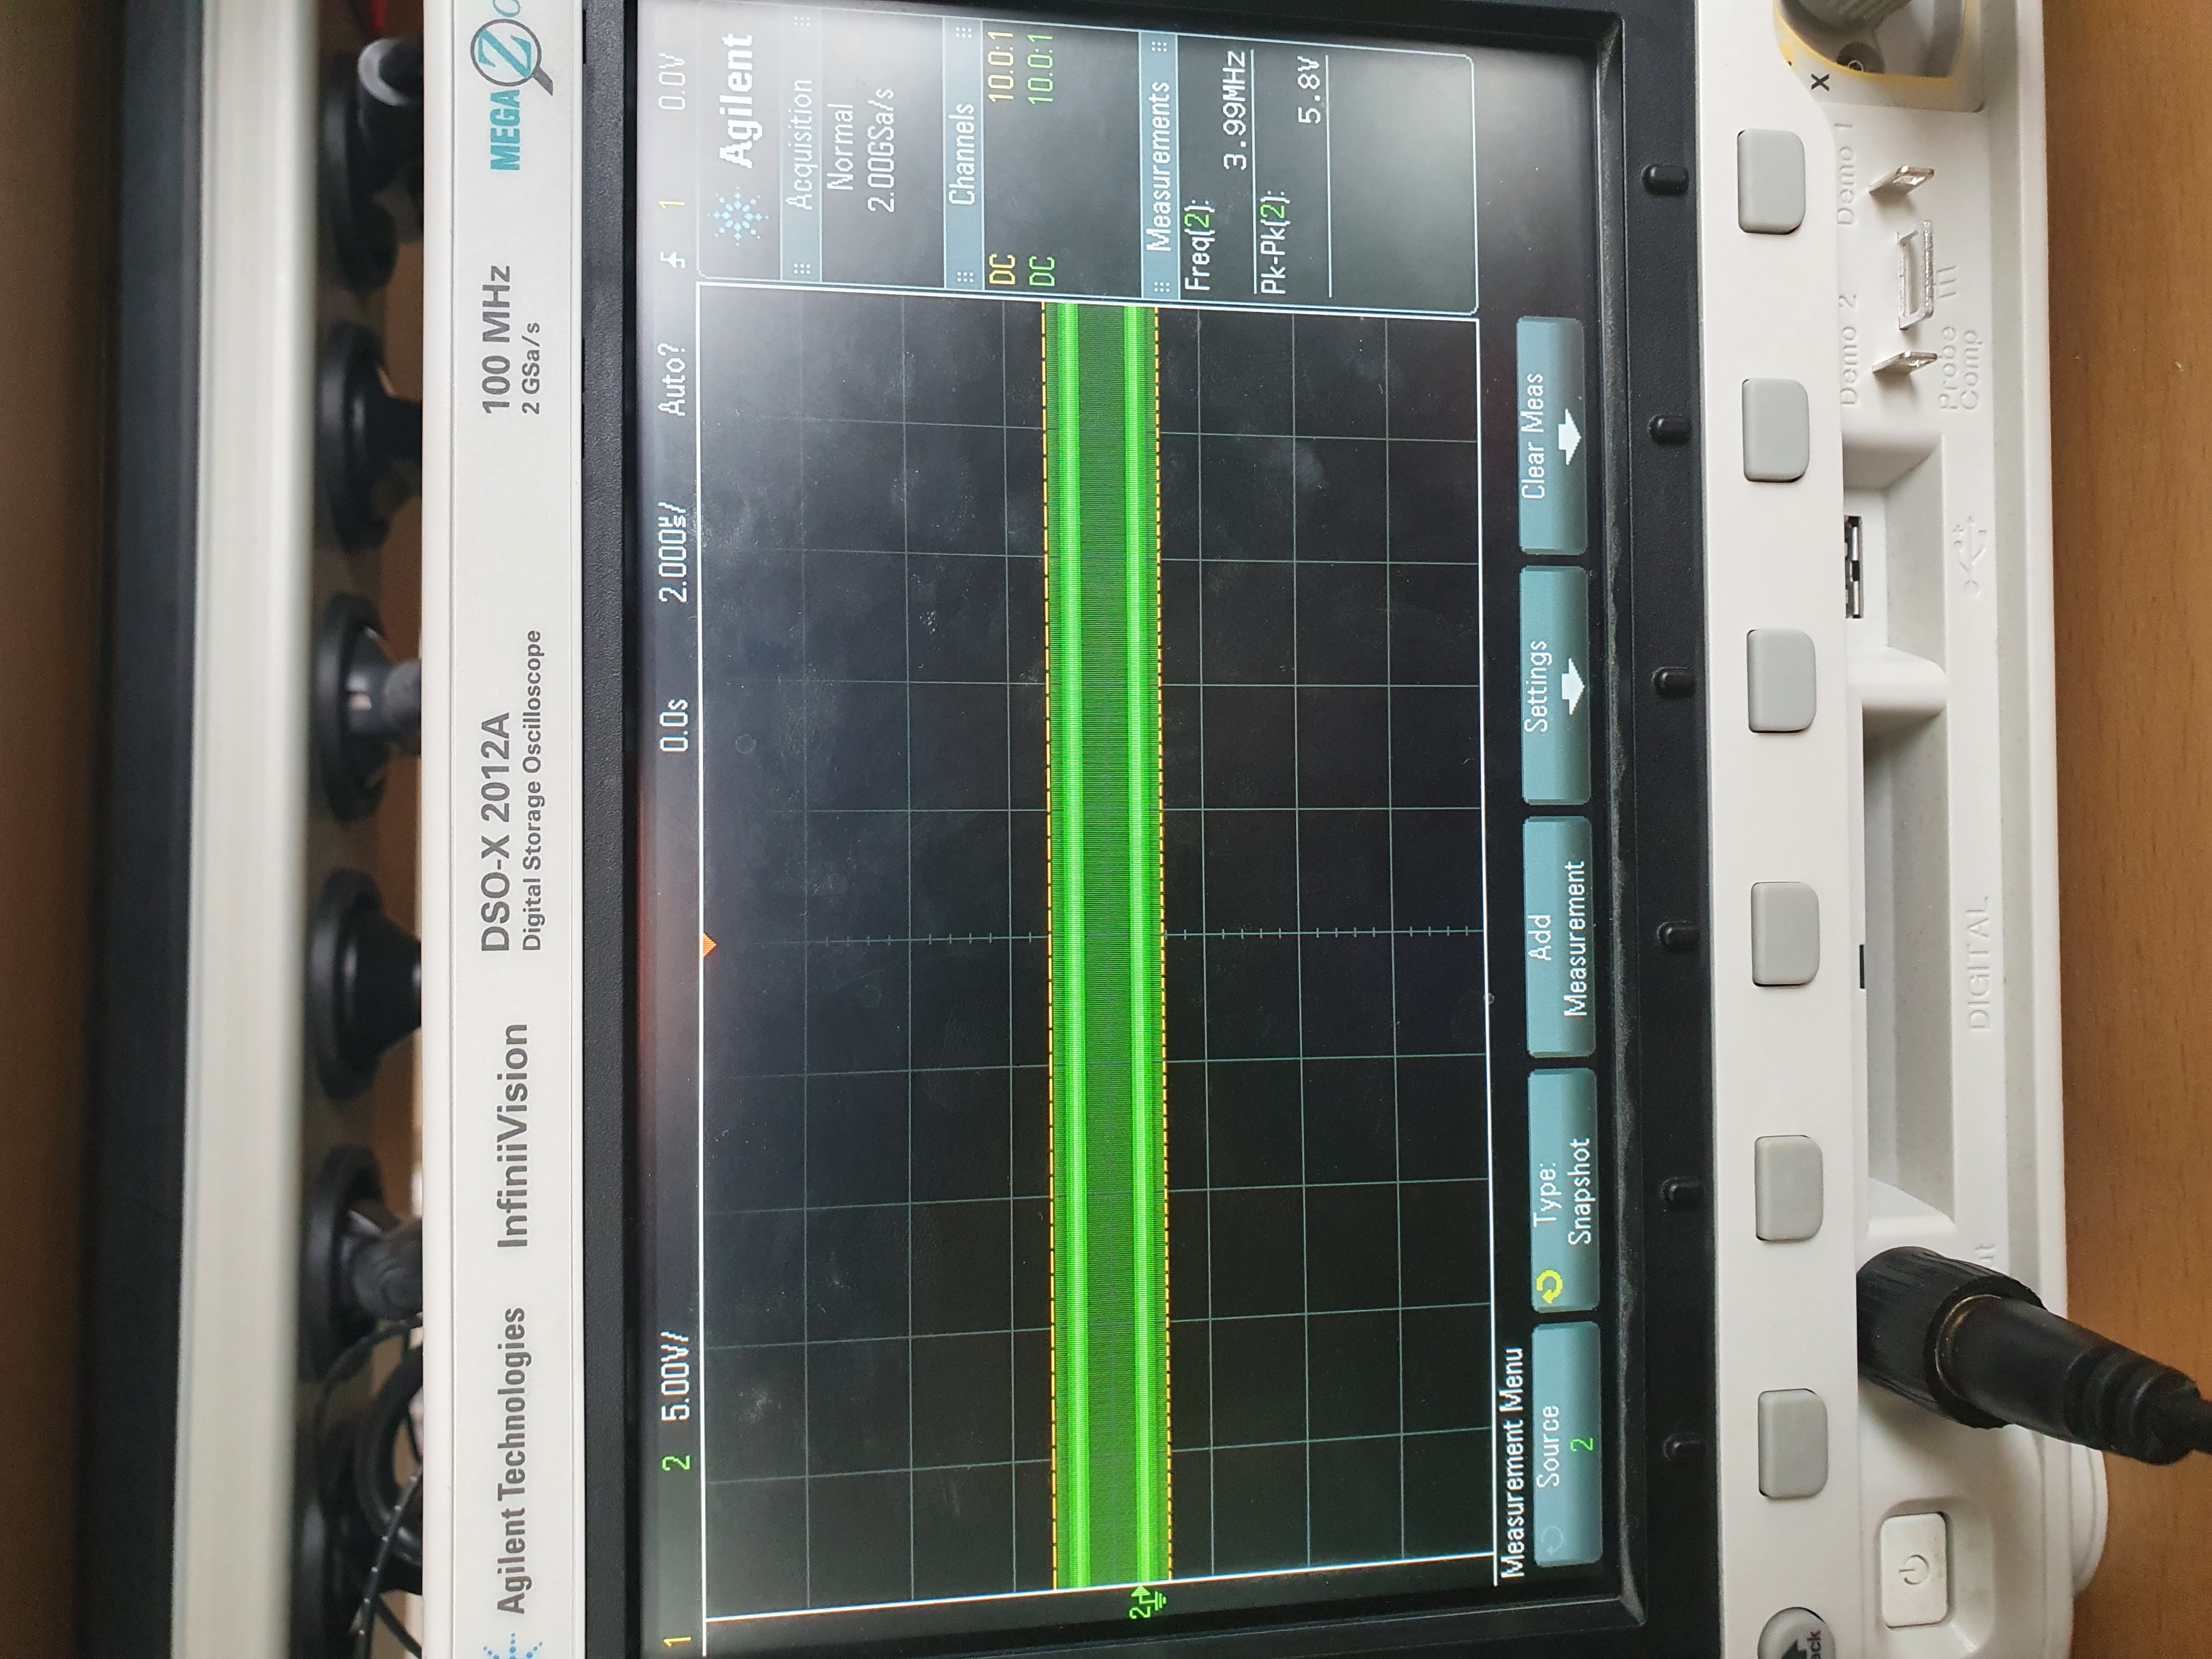 Agilent Technologies InfiniiVision DSO-X 2012A 100 MHz MEGA
Digital Storage Oscilloscope 2 GSa/s
1 2 5.00V/ 0.0s 2.000µs/ Auto? 1 0.0V
Agilent
Acquisition
Normal
2.00GSa/s
Channels
DC 10.0:1
DC 10.0:1
2
Measurements
Freq(2):
3.99MHz
Pk-Pk(2):
5.8V
Measurement Menu
Source
2
Type:
Snapshot
Add
Measurement
Settings
Clear Meas
X
Demo 2 Demo 1
Probe
Comp
DIGITAL